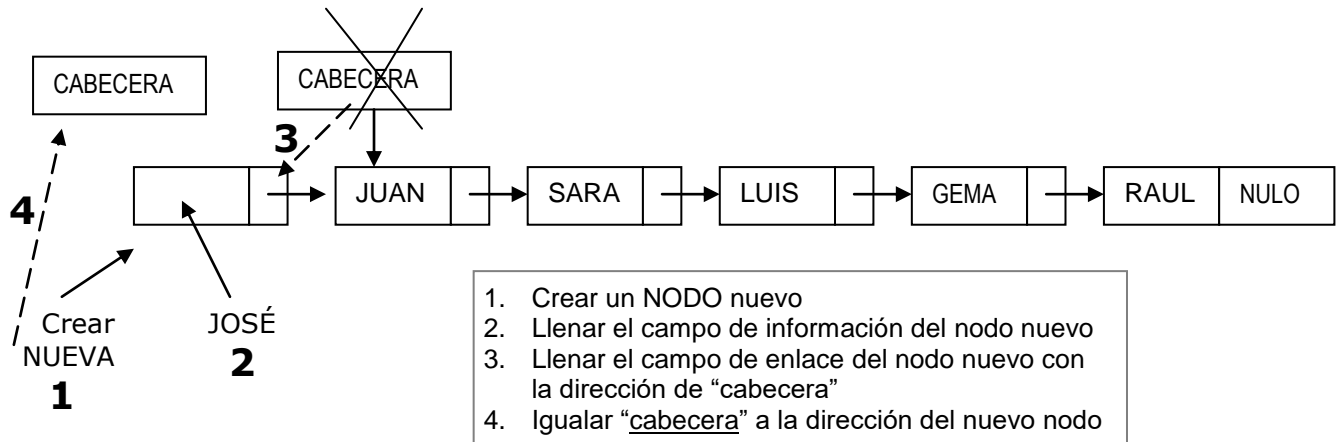 CABECERA
CABECERA
3
4
JUAN
SARA
LUIS
GEMA
RAUL
NULO
Crear
NUEVA
1
JOSÉ
2
1. Crear un NODO nuevo
2. Llenar el campo de información del nodo nuevo
3. Llenar el campo de enlace del nodo nuevo con
la dirección de “cabecera”
4. Igualar “cabecera” a la dirección del nuevo nodo